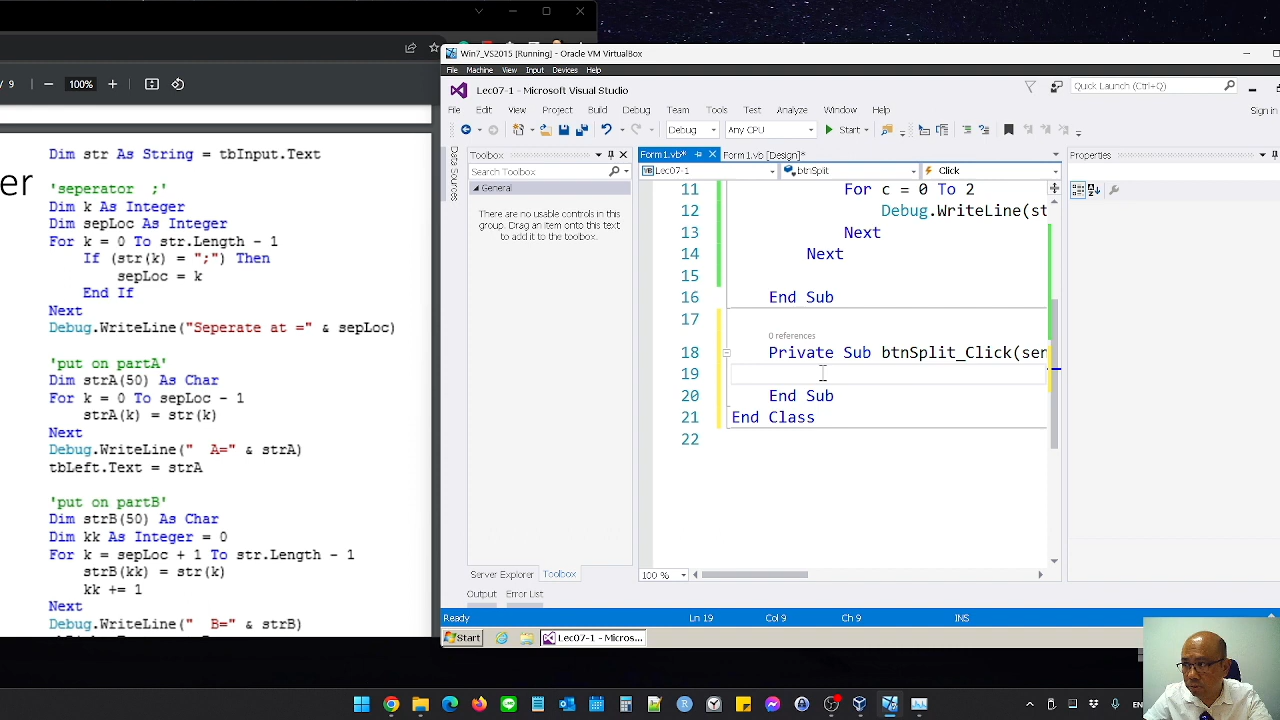 Win7_VS2015 [Running] - Oracle VM VirtualBox
File Machine View Input Devices Help
/ 9
100%
Lec07-1 - Microsoft Visual Studio
Quick Launch (Ctrl+Q)
File Edit View Project Build Debug Team Tools Test Analyze Window Help
Sign in
Debug
Any CPU
Start
er
Dim str As String = tbInput.Text
'seperator ;'
Dim k As Integer
Dim sepLoc As Integer
For k = 0 To str.Length - 1
If (str(k) = ";") Then
sepLoc = k
End If
Next
Debug.WriteLine("Seperate at =" & sepLoc)
'put on partA'
Dim strA(50) As Char
For k = 0 To sepLoc - 1
strA(k) = str(k)
Next
Debug.WriteLine("  A=" & strA)
tbLeft.Text = strA
'put on partB'
Dim strB(50) As Char
Dim kk As Integer = 0
For k = sepLoc + 1 To str.Length - 1
strB(kk) = str(k)
kk += 1
Next
Debug.WriteLine("  B=" & strB)
Data Sources
Toolbox
Search Toolbox
General
There are no usable controls in this
group. Drag an item onto this text
to add it to the toolbox.
Server Explorer
Toolbox
Form1.vb*
Form1.vb [Design]*
Lec07-1
btnSplit
Click
11 For c = 0 To 2
12 Debug.WriteLine(st
13 Next
14 Next
15
16 End Sub
17
0 references
18 Private Sub btnSplit_Click(sen
19
20 End Sub
21 End Class
22
100 %
Properties
Output
Error List
Ready
Ln 19
Col 9
Ch 9
INS
Start
Lec07-1 - Micros...
EN